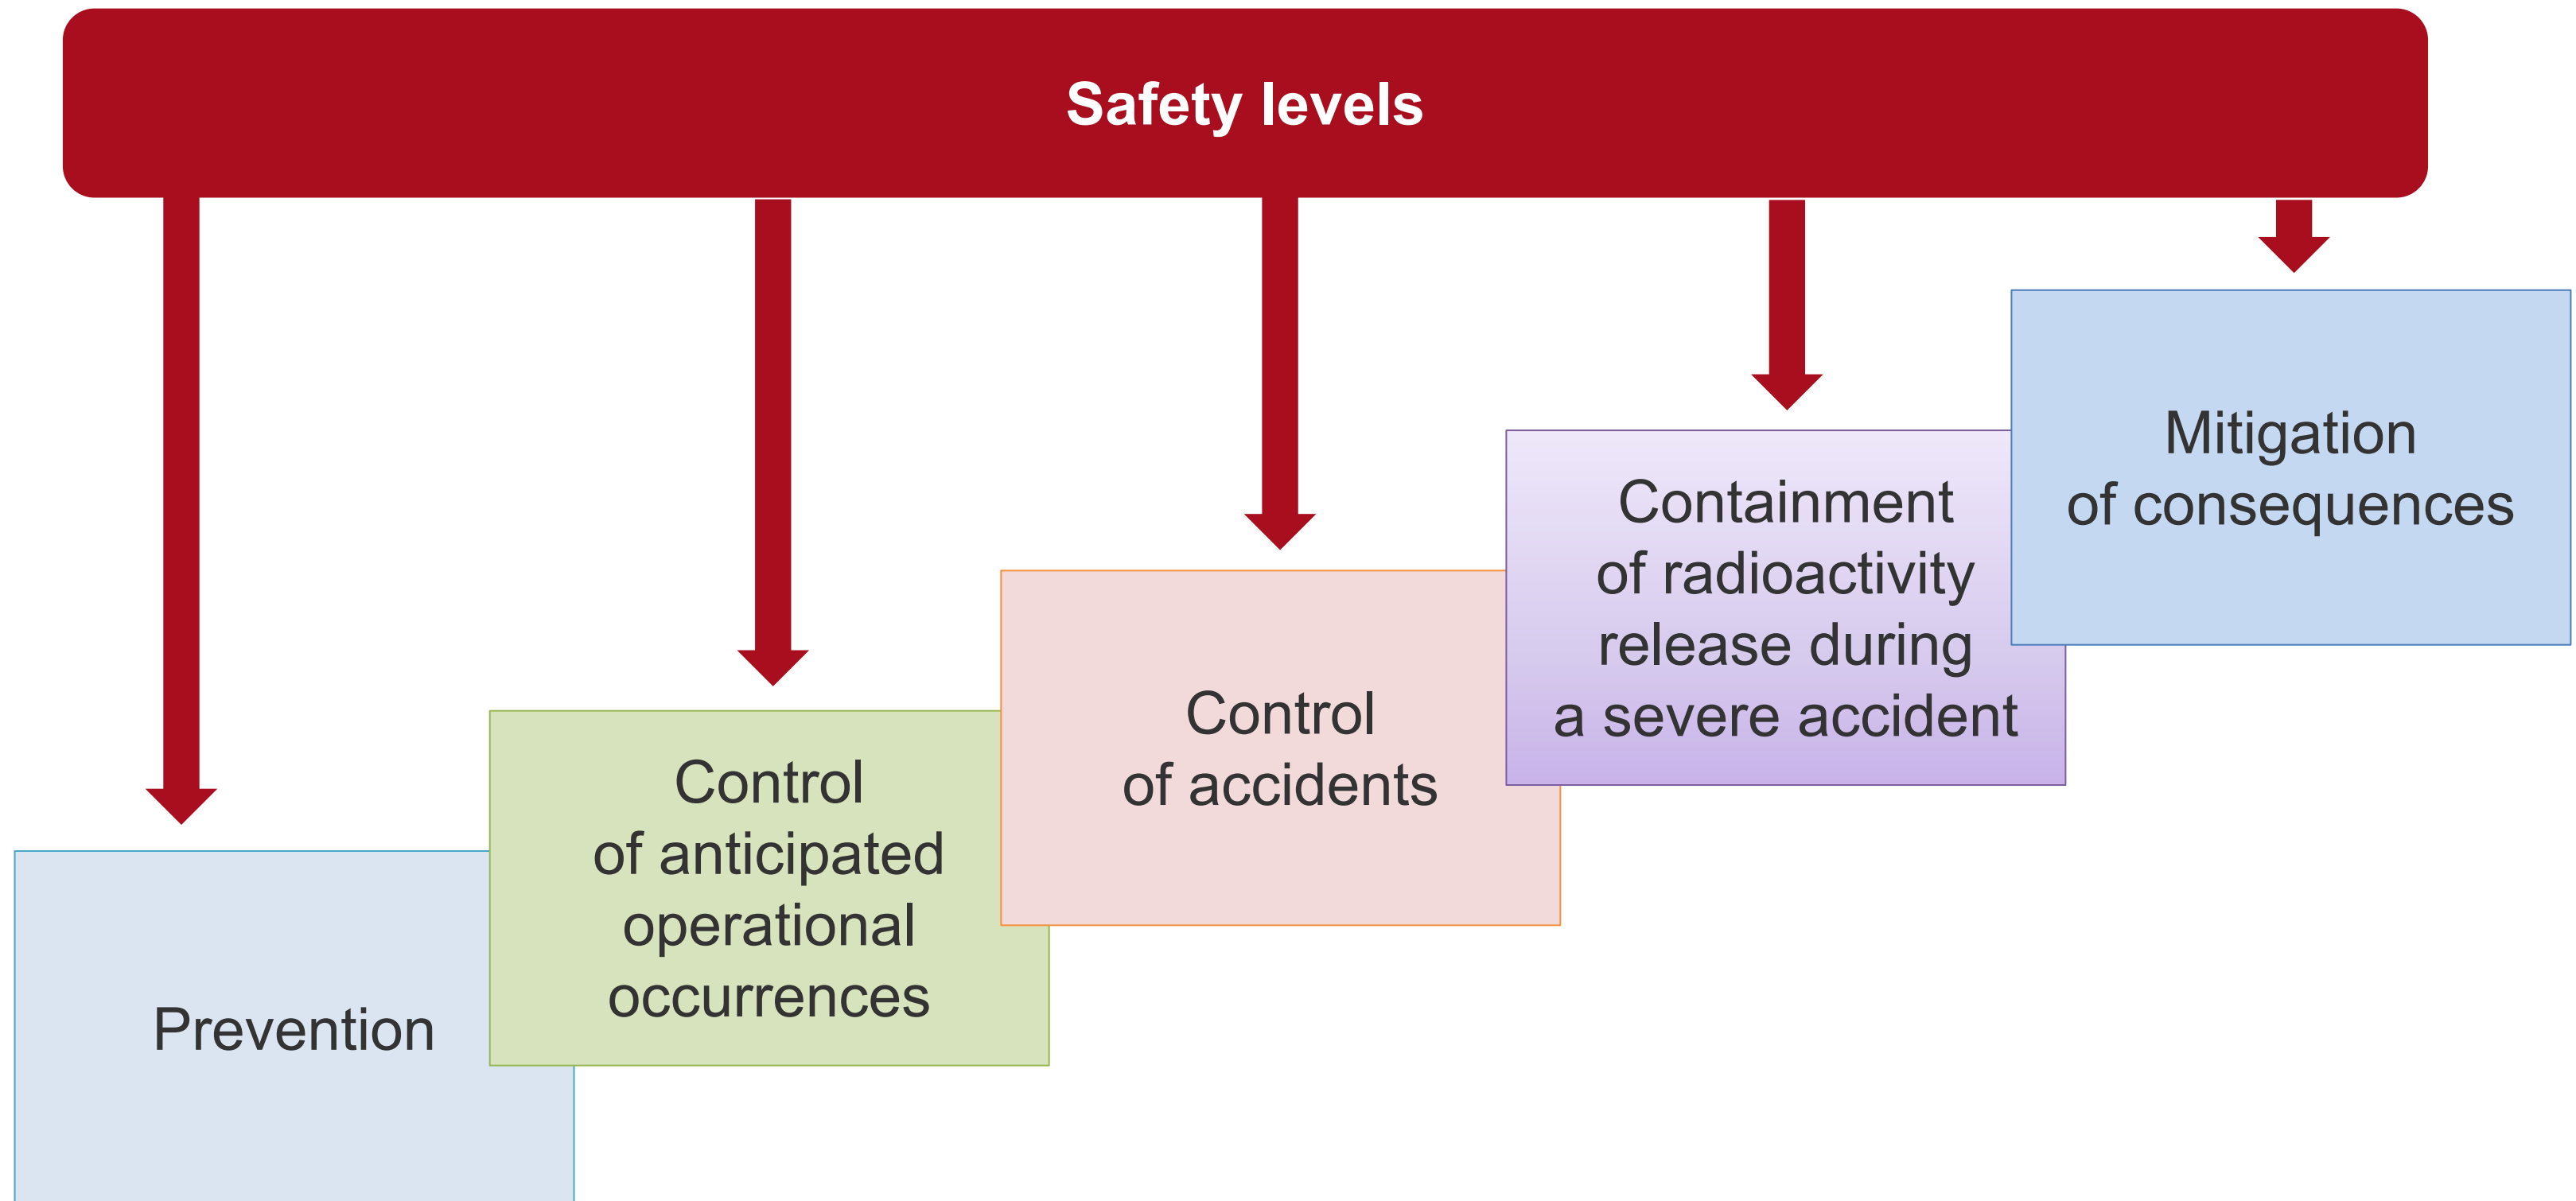 Safety levels
Prevention
Control
of anticipated
operational
occurrences
Control
of accidents
Containment
of radioactivity
release during
a severe accident
Mitigation
of consequences